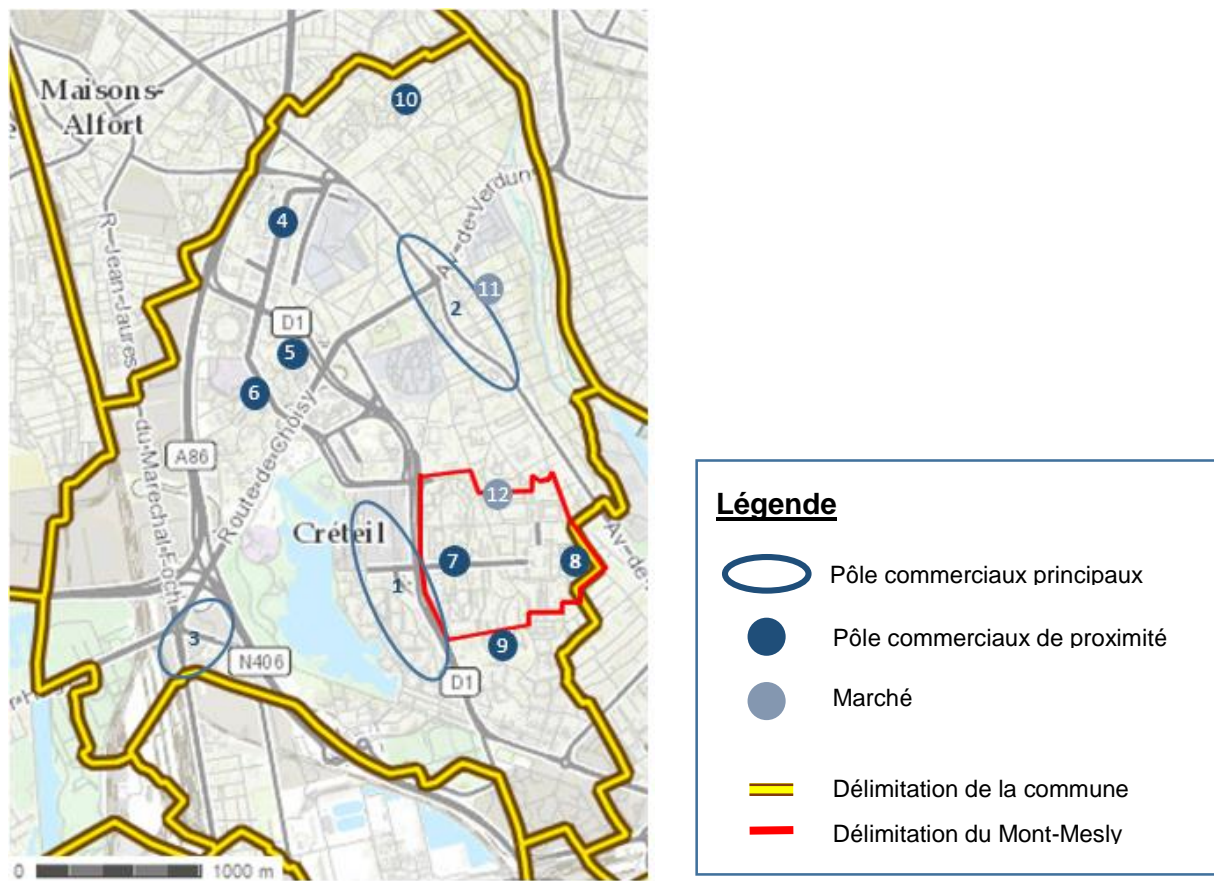 Maisons-
Alfort
10
4
R-Jean-Jaures
Av-de-Verdun
11
2
D1
5
6
A86
Route-de-Choisy
du-Marechal-Foch
12
Créteil
Av-de-
7
8
1
3
9
N406
D1
0 1000 m
Légende
Pôle commerciaux principaux
Pôle commerciaux de proximité
Marché
Délimitation de la commune
Délimitation du Mont-Mesly